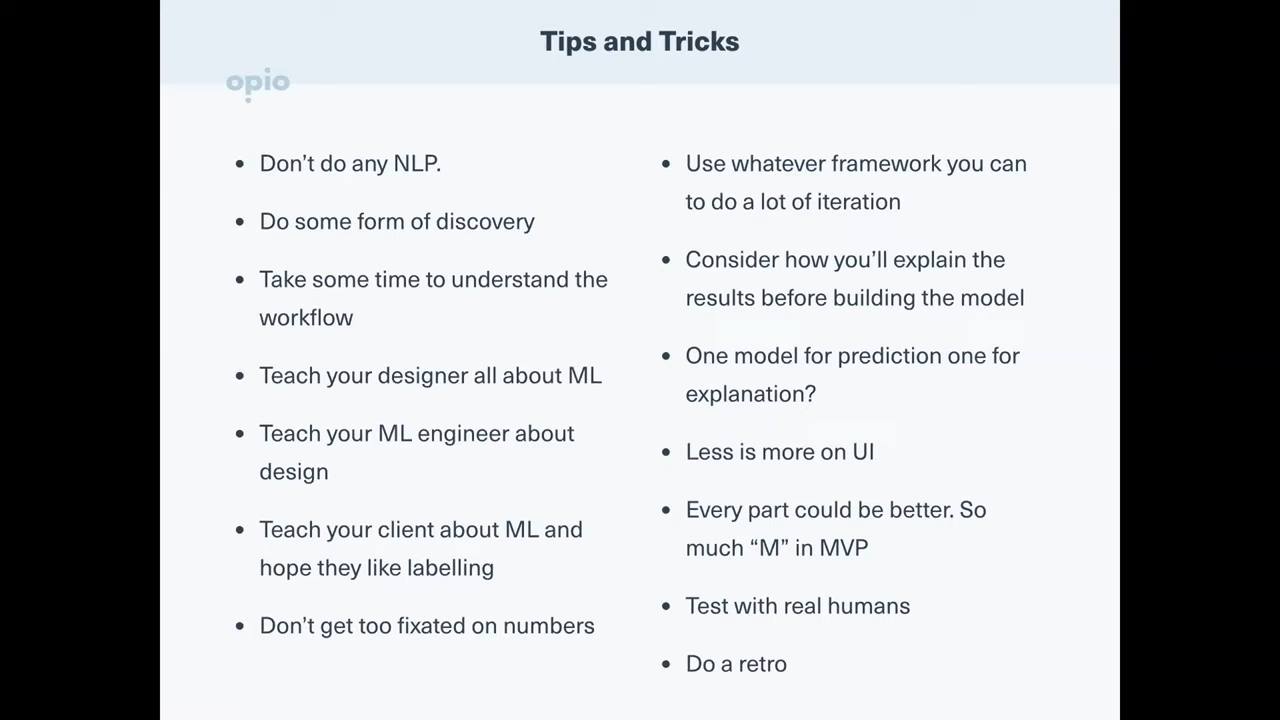 Tips and Tricks
opio
• Don’t do any NLP.
• Do some form of discovery
• Take some time to understand the
workflow
• Teach your designer all about ML
• Teach your ML engineer about
design
• Teach your client about ML and
hope they like labelling
• Don’t get too fixated on numbers
• Use whatever framework you can
to do a lot of iteration
• Consider how you’ll explain the
results before building the model
• One model for prediction one for
explanation?
• Less is more on UI
• Every part could be better. So
much “M” in MVP
• Test with real humans
• Do a retro